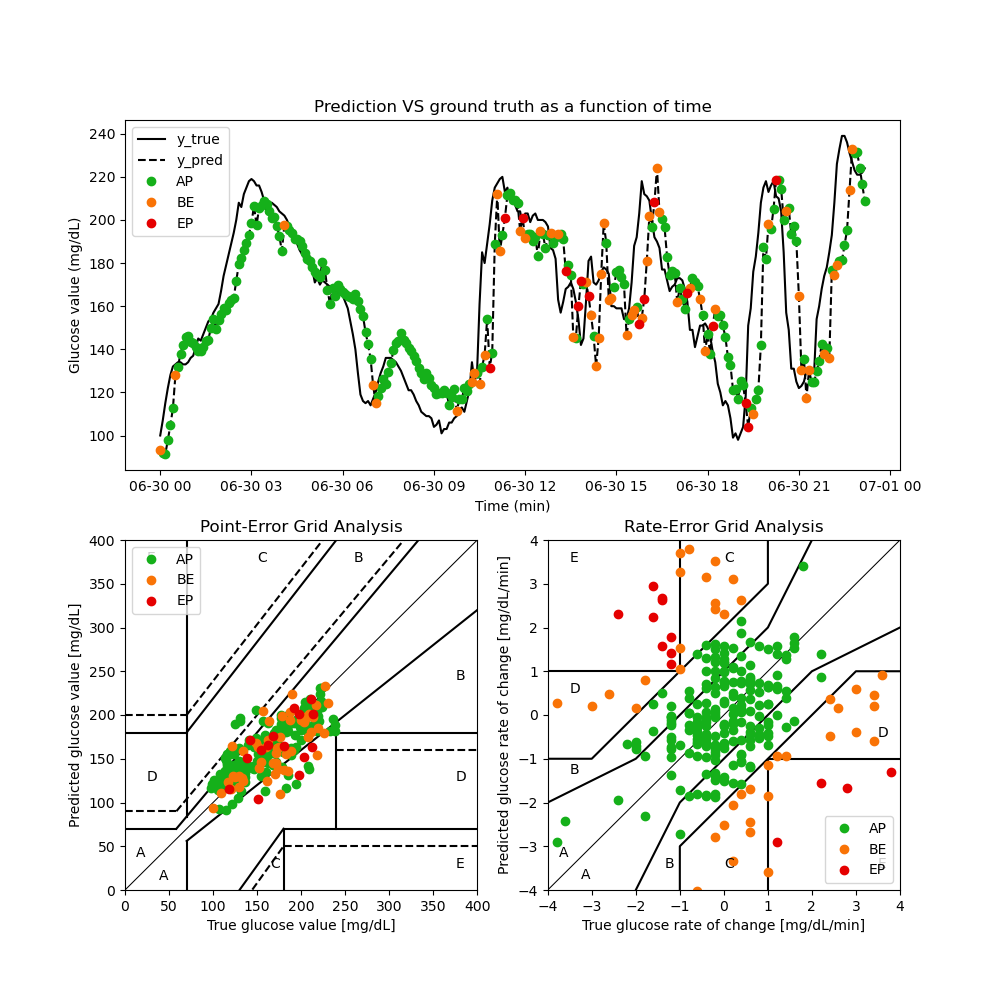 Prediction VS ground truth as a function of time
Glucose value (mg/dL)
240
220
200
180
160
140
120
100
y_true
y_pred
AP
BE
EP
06-30 00 06-30 03 06-30 06 06-30 09 06-30 12 06-30 15 06-30 18 06-30 21 07-01 00
Time (min)
Point-Error Grid Analysis
Predicted glucose value [mg/dL]
400
350
300
250
200
150
100
50
0
AP
BE
EP
C
B
B
D
D
A
A
C
E
0 50 100 150 200 250 300 350 400
True glucose value [mg/dL]
Rate-Error Grid Analysis
Predicted glucose rate of change [mg/dL/min]
4
3
2
1
0
−1
−2
−3
−4
E
C
D
D
B
A
A
B
C
AP
BE
EP
−4 −3 −2 −1 0 1 2 3 4
True glucose rate of change [mg/dL/min]